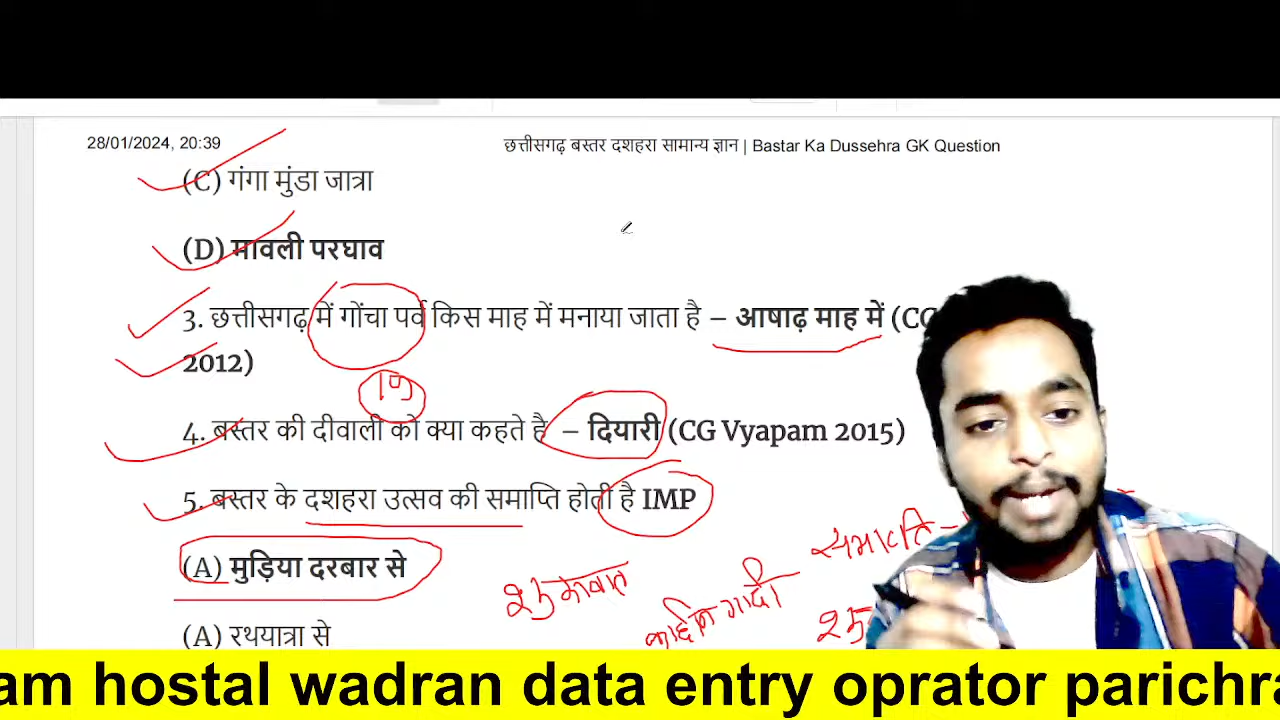 28/01/2024, 20:39
छत्तीसगढ़ बस्तर दशहरा सामान्य ज्ञान | Bastar Ka Dussehra GK Question
(C) गंगा मुंडा जात्रा
(D) मावली परघाव
3. छत्तीसगढ़ में गोंचा पर्व किस माह में मनाया जाता है – आषाढ़ माह में (CG
2012)
4. बस्तर की दीवाली को क्या कहते है – दियारी (CG Vyapam 2015)
5. बस्तर के दशहरा उत्सव की समाप्ति होती है IMP
(A) मुड़िया दरबार से
(A) रथयात्रा से
am hostal wadran data entry oprator parichra